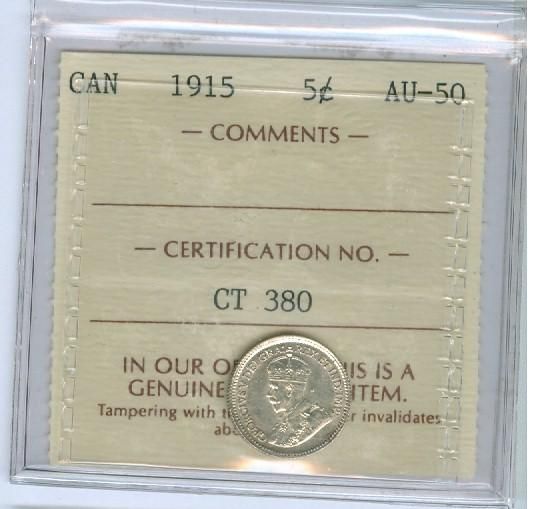 CAN 1915 5¢ AU-50
— COMMENTS —
— CERTIFICATION NO. —
CT 380
IN OUR O IS IS A
GENUINE ITEM.
Tampering with t r invalidates
ab